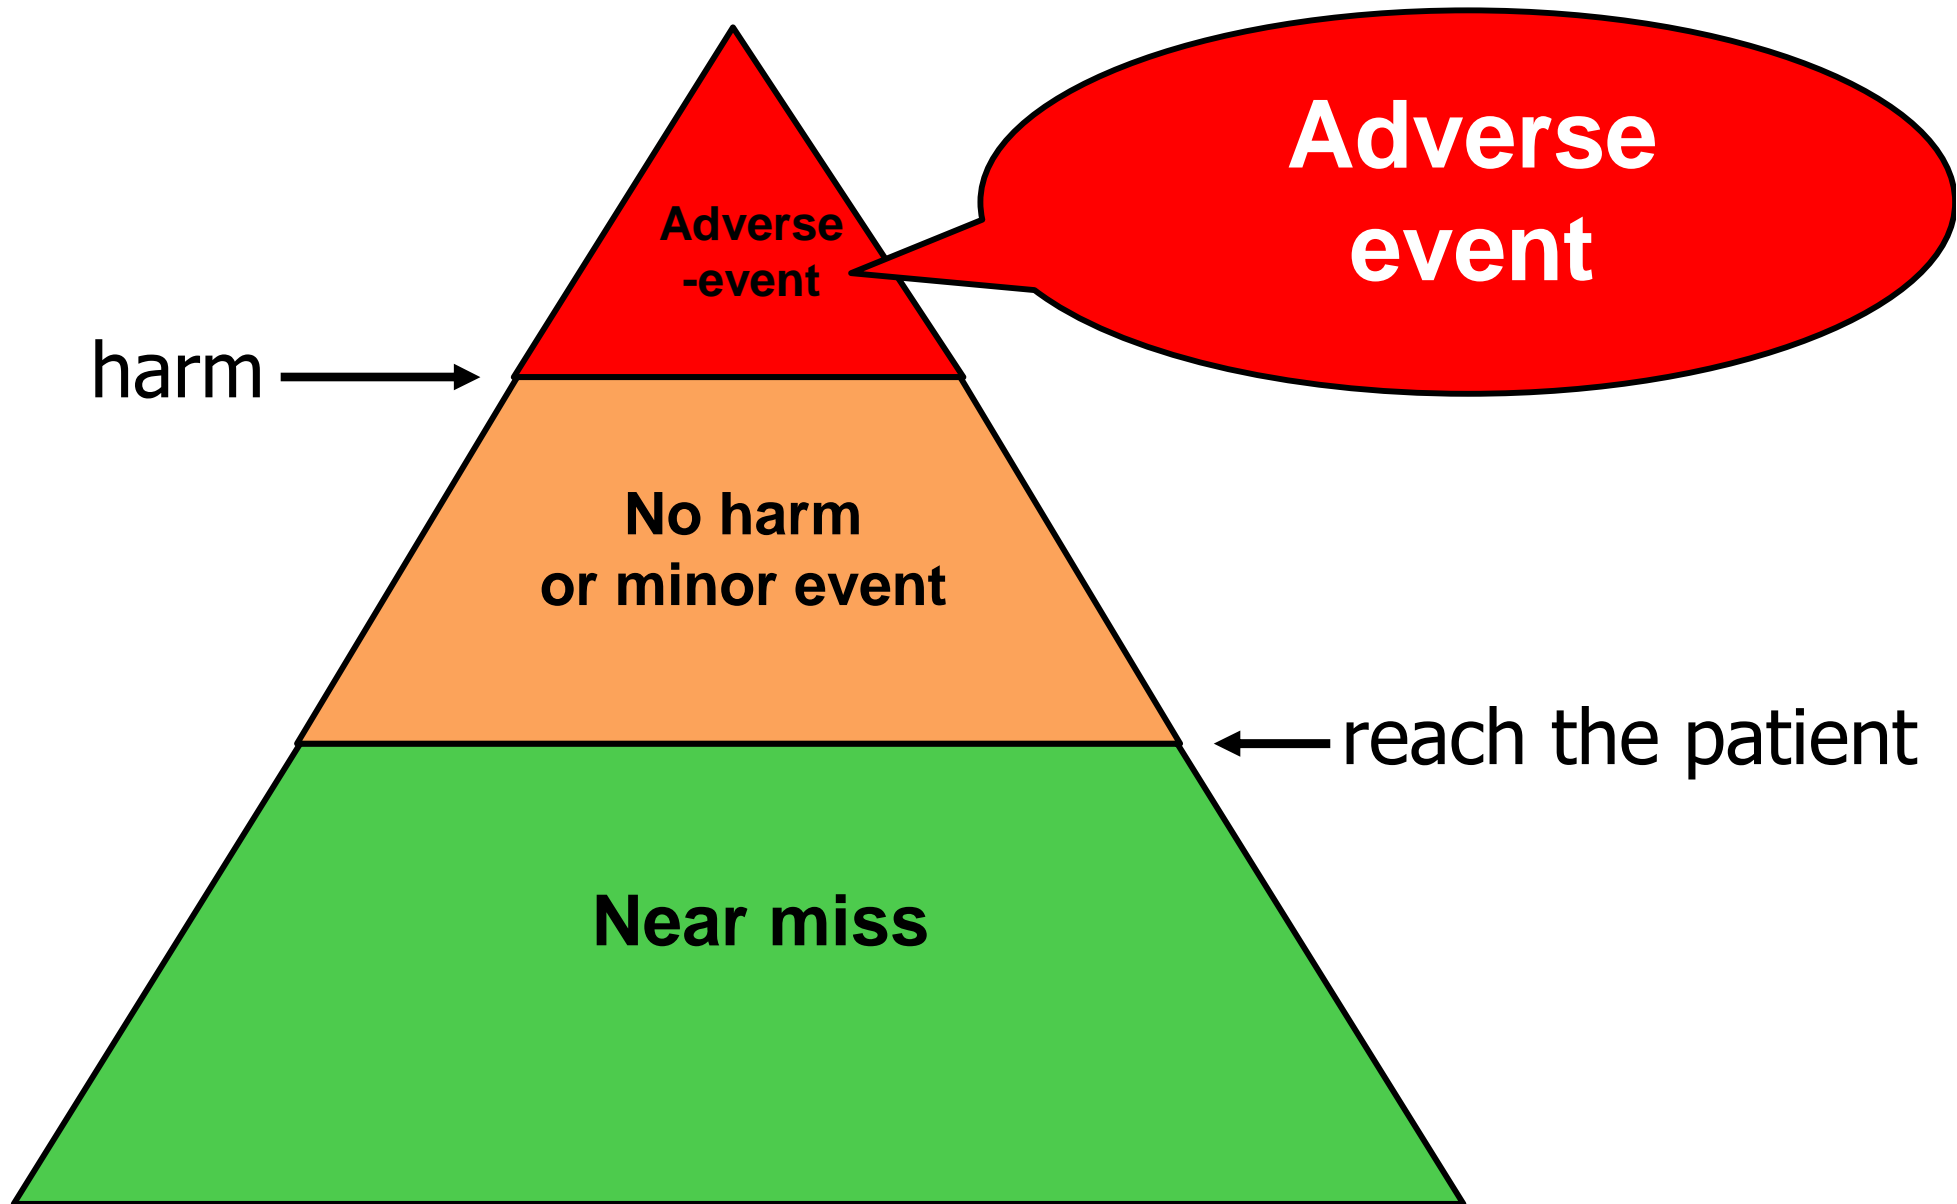 Adverse
event
Adverse
-event
harm
No harm
or minor event
reach the patient
Near miss